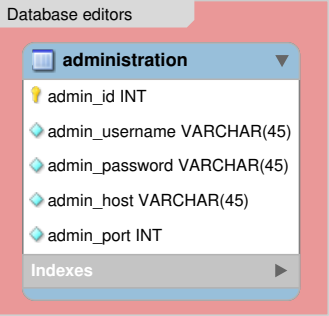 Database editors
administration
admin_id INT
admin_username VARCHAR(45)
admin_password VARCHAR(45)
admin_host VARCHAR(45)
admin_port INT
Indexes